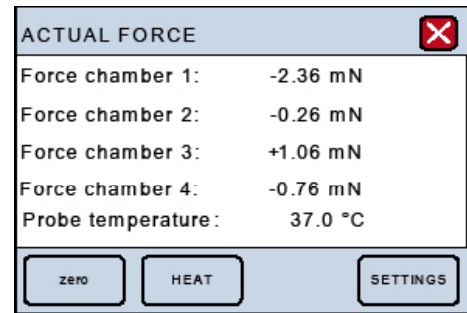 ACTUAL FORCE
Force chamber 1: -2.36 mN
Force chamber 2: -0.26 mN
Force chamber 3: +1.06 mN
Force chamber 4: -0.76 mN
Probe temperature: 37.0 °C
zero HEAT SETTINGS